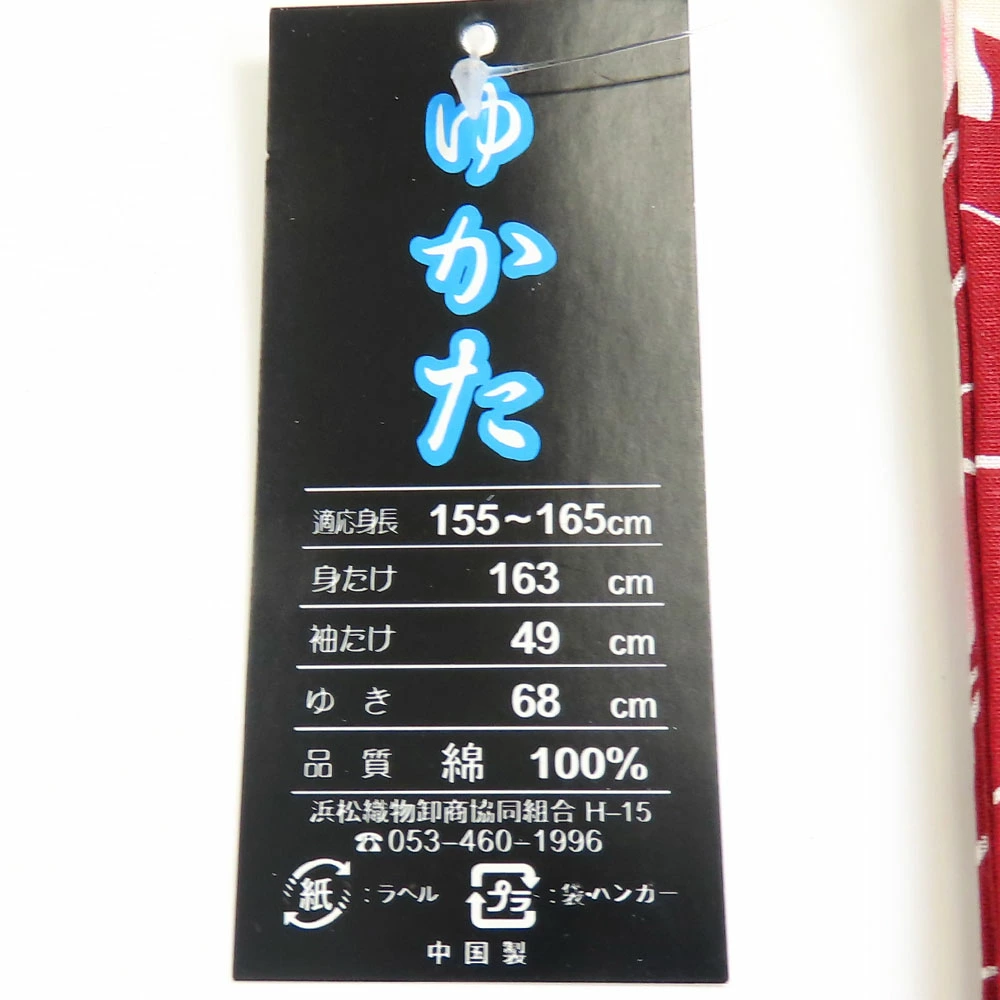 ゆかた
適応身長 155~165cm
身たけ 163 cm
袖たけ 49 cm
ゆき 68 cm
品質 綿 100%
浜松織物卸商協同組合 H-15
☎053-460-1996
紙:ラベル プラ:袋・ハンガー
中国製